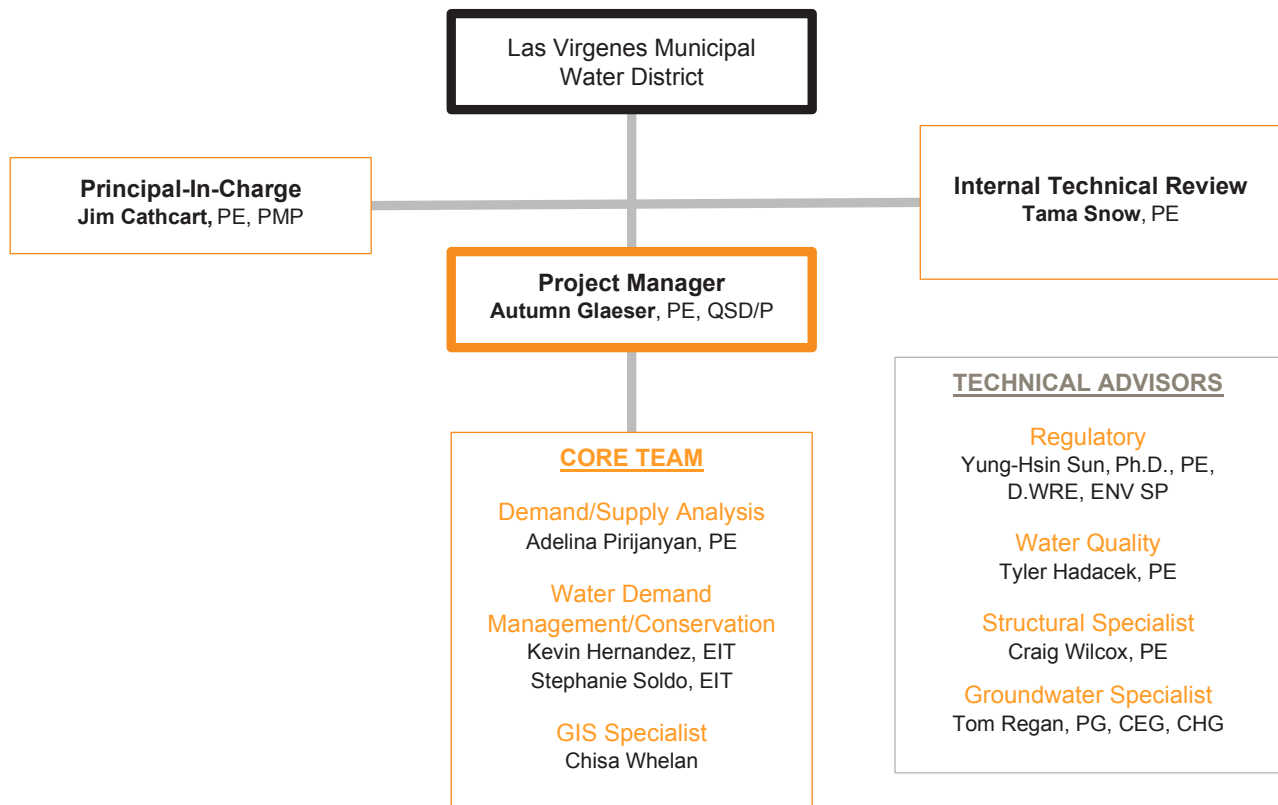 Las Virgenes Municipal
Water District
Principal-In-Charge
Jim Cathcart, PE, PMP
Internal Technical Review
Tama Snow, PE
Project Manager
Autumn Glaeser, PE, QSD/P
CORE TEAM
Demand/Supply Analysis
Adelina Pirijanyan, PE
Water Demand
Management/Conservation
Kevin Hernandez, EIT
Stephanie Soldo, EIT
GIS Specialist
Chisa Whelan
TECHNICAL ADVISORS
Regulatory
Yung-Hsin Sun, Ph.D., PE,
D.WRE, ENV SP
Water Quality
Tyler Hadacek, PE
Structural Specialist
Craig Wilcox, PE
Groundwater Specialist
Tom Regan, PG, CEG, CHG